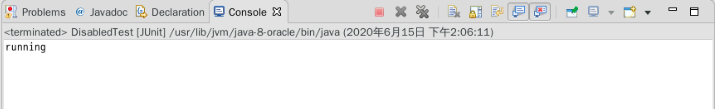 Problems @ Javadoc Declaration Console
<terminated> DisabledTest [JUnit] /usr/lib/jvm/java-8-oracle/bin/java (2020年6月15日 下午2:06:11)
running